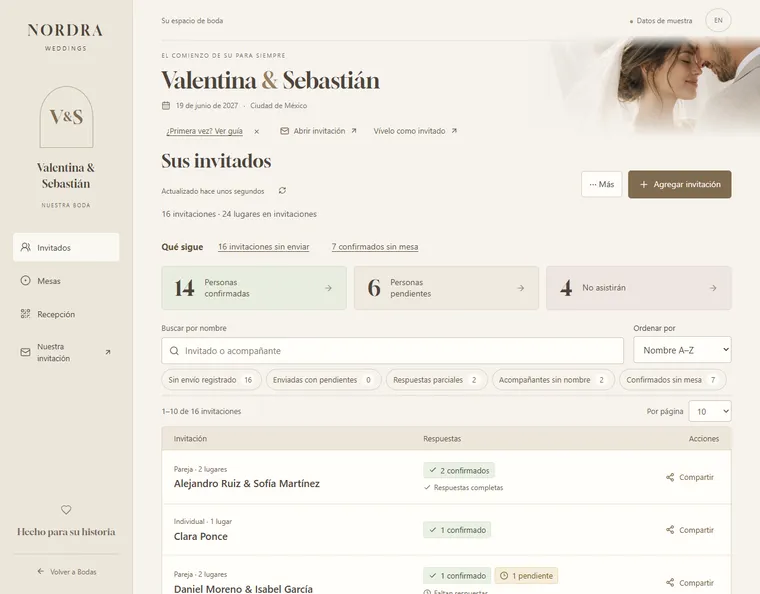 NORDRA
WEDDINGS
V&S
Valentina &
Sebastián
NUESTRA BODA
Invitados
Mesas
Recepción
Nuestra
invitación
Hecho para su historia
Volver a Bodas
Su espacio de boda
Datos de muestra
EN
EL COMIENZO DE SU PARA SIEMPRE
Valentina & Sebastián
19 de junio de 2027 · Ciudad de México
¿Primera vez? Ver guía
Abrir invitación
Vívelo como invitado
Sus invitados
Actualizado hace unos segundos
16 invitaciones · 24 lugares en invitaciones
··· Más
Agregar invitación
Qué sigue
16 invitaciones sin enviar
7 confirmados sin mesa
14 Personas
confirmadas
6 Personas
pendientes
4 No asistirán
Buscar por nombre
Invitado o acompañante
Ordenar por
Nombre A–Z
Sin envío registrado 16
Enviadas con pendientes 0
Respuestas parciales 2
Acompañantes sin nombre 2
Confirmados sin mesa 7
1–10 de 16 invitaciones
Por página 10
Invitación Respuestas Acciones
Pareja · 2 lugares
Alejandro Ruiz & Sofía Martínez
2 confirmados
Respuestas completas
Compartir
Individual · 1 lugar
Clara Ponce
1 confirmado
Compartir
Pareja · 2 lugares
Daniel Moreno & Isabel García
1 confirmado 1 pendiente
Faltan respuestas
Compartir